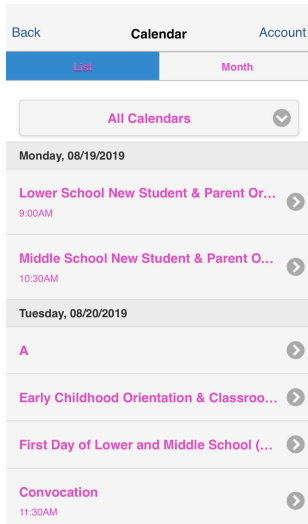 Back Calendar Account
List Month
All Calendars
Monday, 08/19/2019
Lower School New Student & Parent Or...
9:00AM
Middle School New Student & Parent O...
10:30AM
Tuesday, 08/20/2019
A
Early Childhood Orientation & Classroo...
First Day of Lower and Middle School (...
Convocation
11:30AM